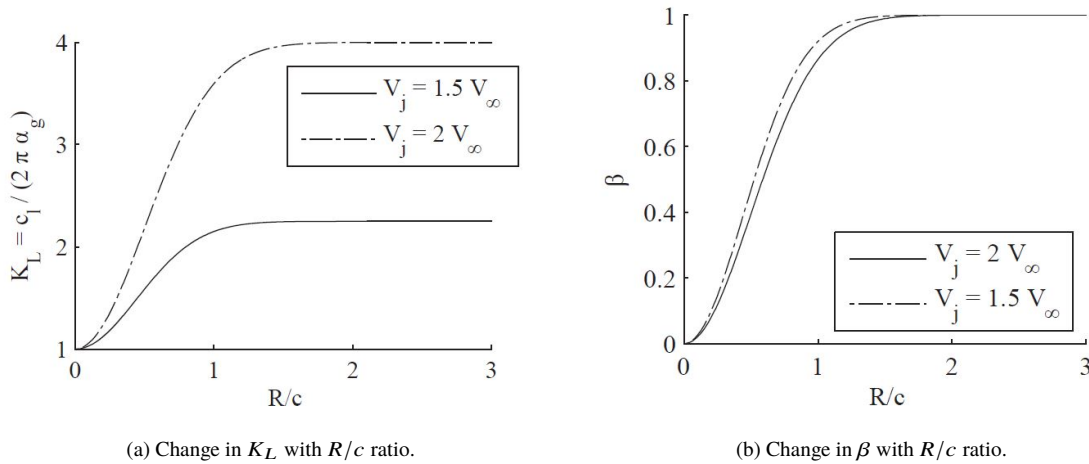 4
3
2
1
K_L = c_l / (2 π α_g)
V_j = 1.5 V_∞
V_j = 2 V_∞
0
1
2
3
R/c
(a) Change in K_L with R/c ratio.
1
0.8
0.6
0.4
0.2
0
β
V_j = 2 V_∞
V_j = 1.5 V_∞
0
1
2
3
R/c
(b) Change in β with R/c ratio.